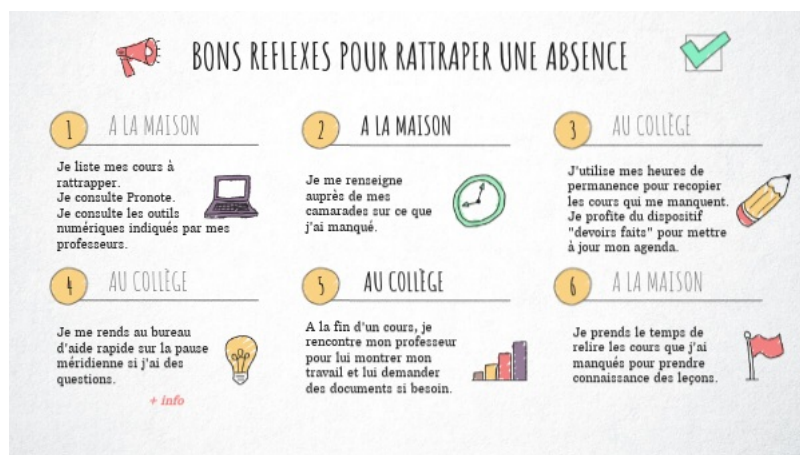 BONS REFLEXES POUR RATTRAPER UNE ABSENCE
1 A LA MAISON
Je liste mes cours à
rattrapper.
Je consulte Pronote.
Je consulte les outils
numériques indiqués par mes
professeurs.
2 A LA MAISON
Je me renseigne
auprès de mes
camarades sur ce que
j'ai manqué.
3 AU COLLÈGE
J'utilise mes heures de
permanence pour recopier
les cours qui me manquent.
Je profite du dispositif
"devoirs faits" pour mettre
à jour mon agenda.
4 AU COLLÈGE
Je me rends au bureau
d'aide rapide sur la pause
méridienne si j'ai des
questions.
+ info
5 AU COLLÈGE
A la fin d'un cours, je
rencontre mon professeur
pour lui montrer mon
travail et lui demander
des documents si besoin.
6 A LA MAISON
Je prends le temps de
relire les cours que j'ai
manqués pour prendre
connaissance des leçons.